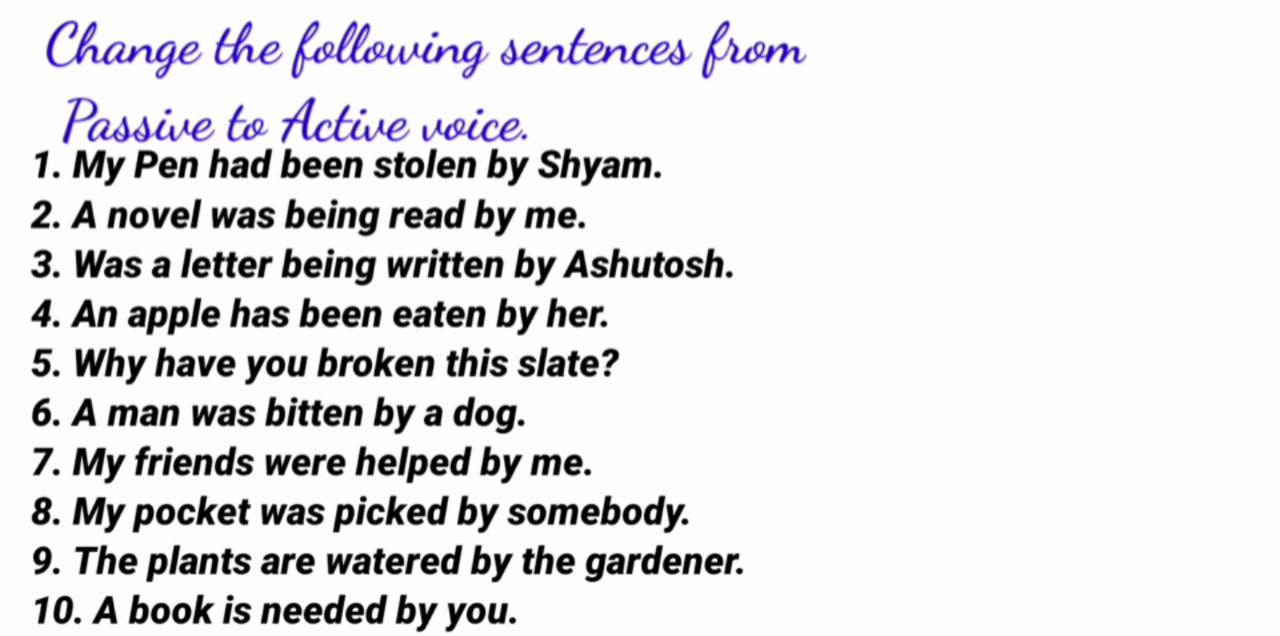 Change the following sentences from
Passive to Active voice.
1. My Pen had been stolen by Shyam.
2. A novel was being read by me.
3. Was a letter being written by Ashutosh.
4. An apple has been eaten by her.
5. Why have you broken this slate?
6. A man was bitten by a dog.
7. My friends were helped by me.
8. My pocket was picked by somebody.
9. The plants are watered by the gardener.
10. A book is needed by you.